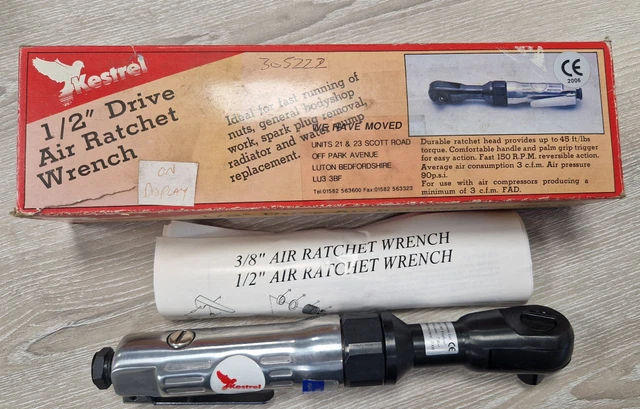 Kestrel
1/2" Drive
Air Ratchet
Wrench
305222
Ideal for fast running of
nuts, general bodyshop
work, spark plug removal,
radiator and water pump
replacement.
WE HAVE MOVED
UNITS 21 & 23 SCOTT ROAD
OFF PARK AVENUE
LUTON BEDFORDSHIRE
LU3 3BF
Tel:01582 563600 Fax:01582 563323
ON
DISPLAY
CE
2006
Durable ratchet head provides up to 45 ft/lbs
torque. Comfortable handle and palm grip trigger
for easy action. Fast 150 R.P.M. reversible action.
Average air consumption 3 c.f.m. Air pressure
90p.s.i.
For use with air compressors producing a
minimum of 3 c.f.m. FAD.
3/8" AIR RATCHET WRENCH
1/2" AIR RATCHET WRENCH
Kestrel